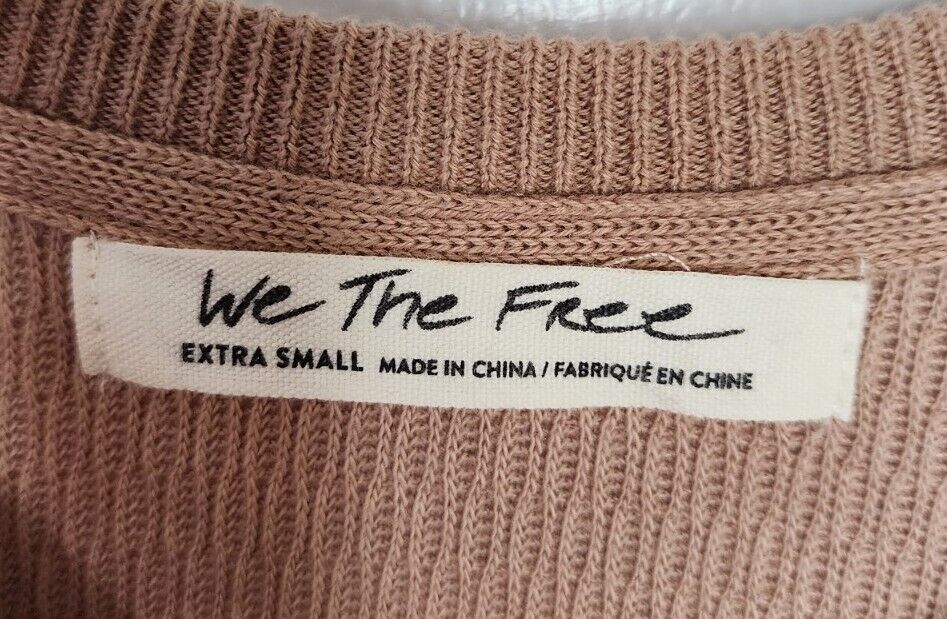 We The Free
EXTRA SMALL MADE IN CHINA / FABRIQUÉ EN CHINE